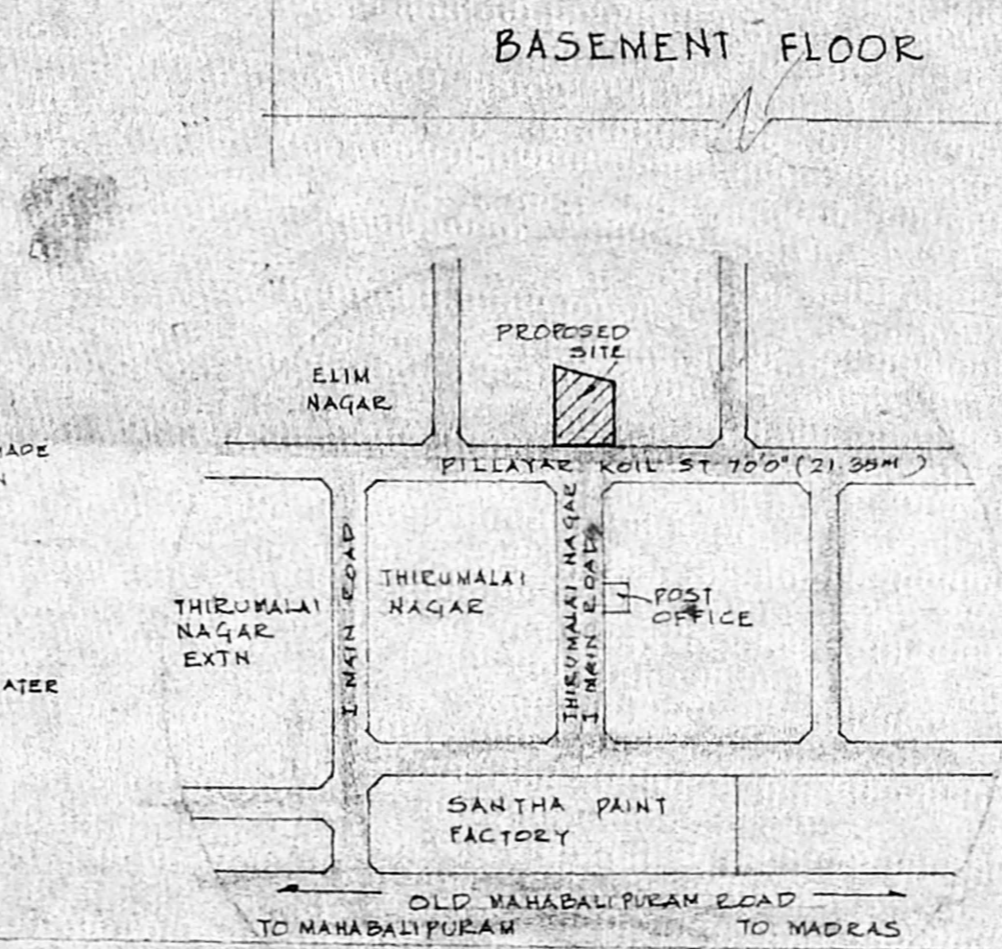 BASEMENT FLOOR
PROPOSED
SITE
ELIM
NAGAR
ADE
PILLAYAR KOIL ST 70'0" (21.35M)
I MAIN ROAD
THIRUMALAI
NAGAR
THIRUMALAI NAGAR
I MAIN ROAD
POST
OFFICE
THIRUMALAI
NAGAR
EXTN
ATER
SANTHA PAINT
FACTORY
OLD MAHABALIPURAM ROAD
TO MAHABALIPURAM
TO MADRAS